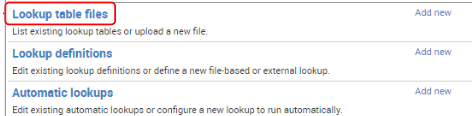 Lookup table files Add new
List existing lookup tables or upload a new file.
Lookup definitions Add new
Edit existing lookup definitions or define a new file-based or external lookup.
Automatic lookups Add new
Edit existing automatic lookups or configure a new lookup to run automatically.